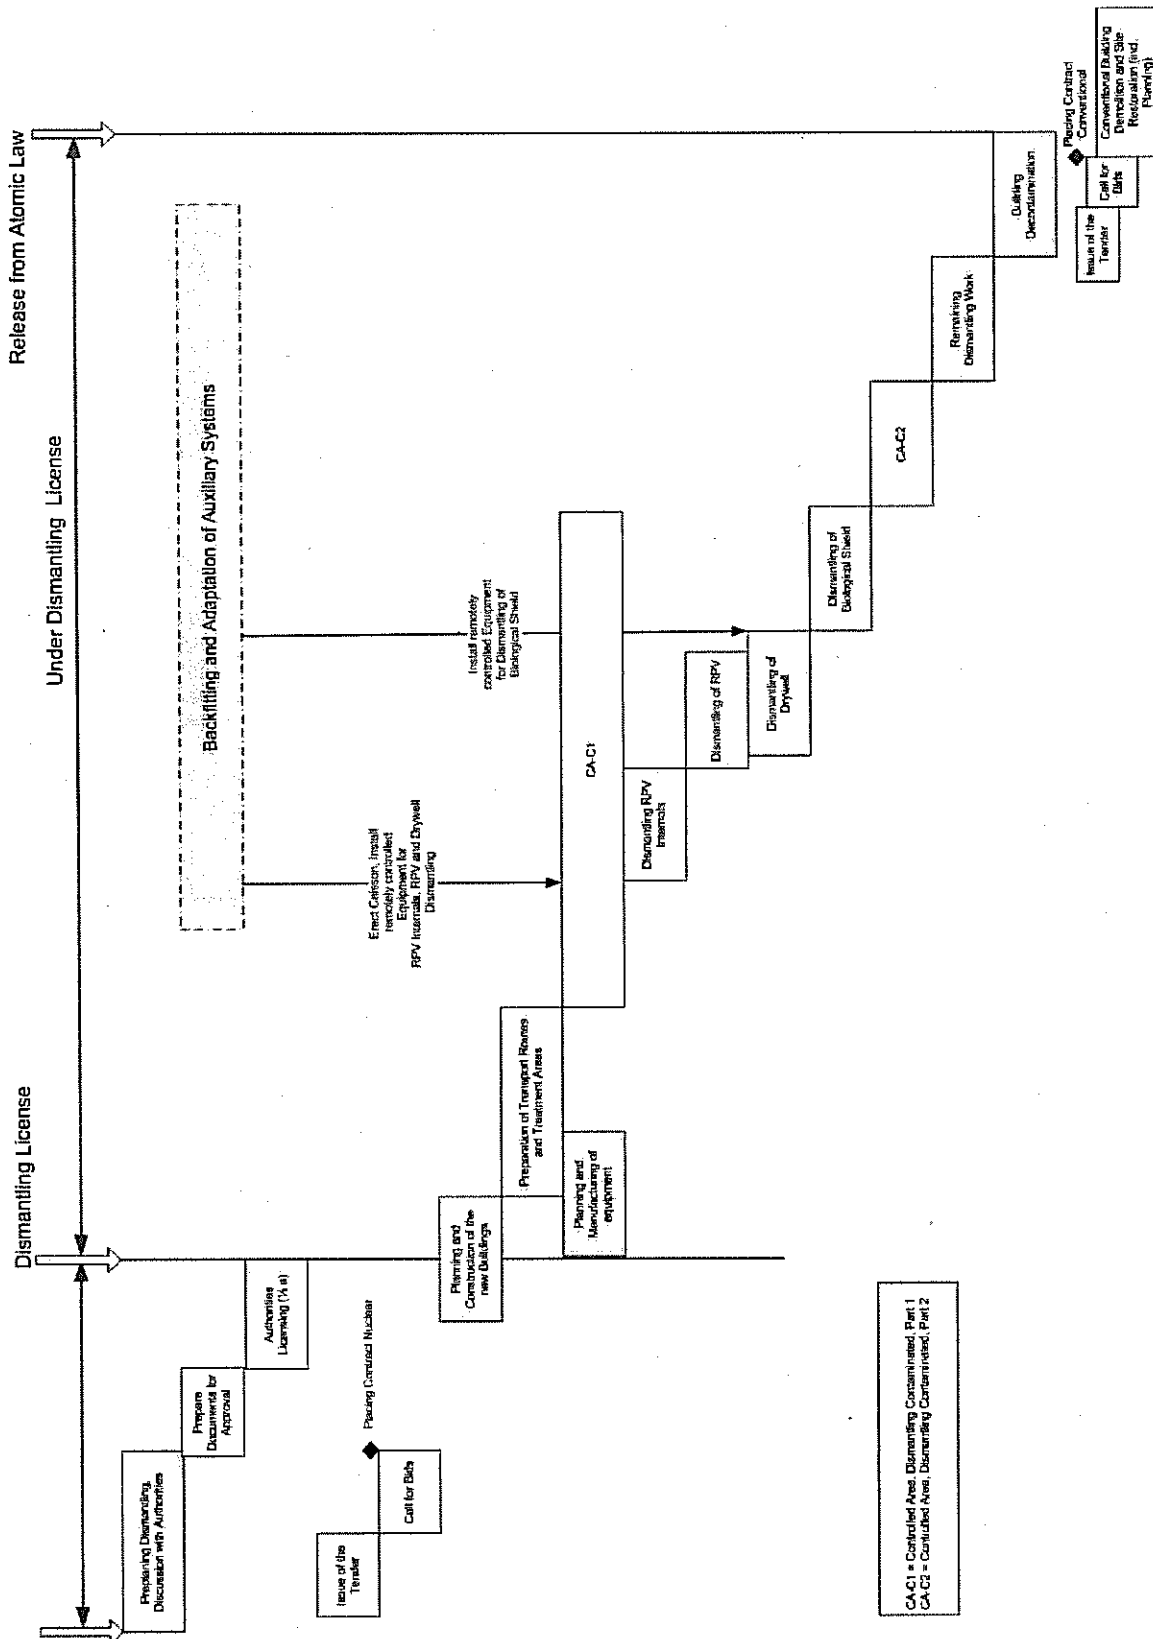 Release from Atomic Law
Under Dismantling License
Dismantling License
Backfitting and Adaptation of Auxiliary Systems
Preplaning Dismantling,
Discussion with Authorities
Prepare
Documents for
Approval
Authorities
Licensing (¼ a)
Issue of the
Tender
Call for Bids
Placing Contract Nuclear
Planning and
Construction of the
new Buildings
Preparation of Transport Routes
and Treatment Areas
Planning and
Manufacturing of
equipment
Erect Caisson, Install
remotely controlled
Equipment for
RPV Internals, RPV and Drywell
Dismantling
Install remotely
controlled Equipment
for Dismantling of
Biological Shield
CA-C1
Dismantling RPV
Internals
Dismantling of RPV
Dismantling of
Drywell
Dismantling of
Biological Shield
CA-C2
Remaining
Dismantling Work
Building
Decontamination
Issue of the
Tender
Call for
Bids
Placing Contract
Conventional
Conventional Building
Demolition and Site
Restoration (incl.
Planning)
CA-C1 = Controlled Area, Dismantling Contaminated, Part 1
CA-C2 = Controlled Area, Dismantling Contaminated, Part 2